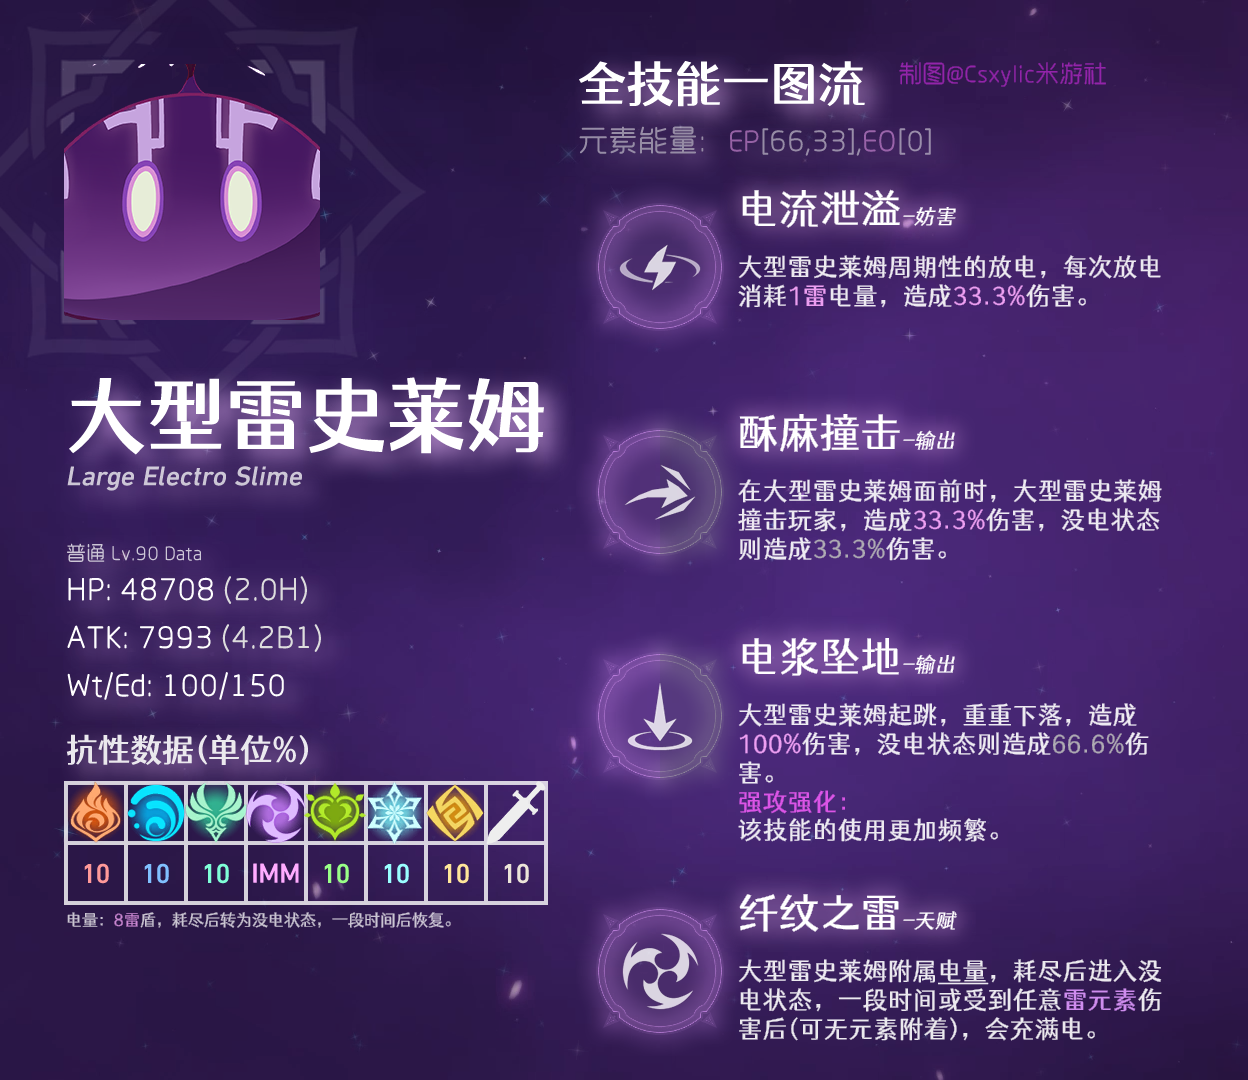 全技能一图流
制图@Csxylic米游社
元素能量: EP[66,33],EO[0]
大型雷史莱姆
Large Electro Slime
普通 Lv.90 Data
HP: 48708 (2.0H)
ATK: 7993 (4.2B1)
Wt/Ed: 100/150
抗性数据(单位%)
10 10 10 IMM 10 10 10 10
电量：8雷盾，耗尽后转为没电状态，一段时间后恢复。
电流泄溢-妨害
大型雷史莱姆周期性的放电，每次放电
消耗1雷电量，造成33.3%伤害。
酥麻撞击-输出
在大型雷史莱姆面前时，大型雷史莱姆
撞击玩家，造成33.3%伤害，没电状态
则造成33.3%伤害。
电浆坠地-输出
大型雷史莱姆起跳，重重下落，造成
100%伤害，没电状态则造成66.6%伤
害。
强攻强化：
该技能的使用更加频繁。
纤纹之雷-天赋
大型雷史莱姆附属电量，耗尽后进入没
电状态，一段时间或受到任意雷元素伤
害后(可无元素附着)，会充满电。